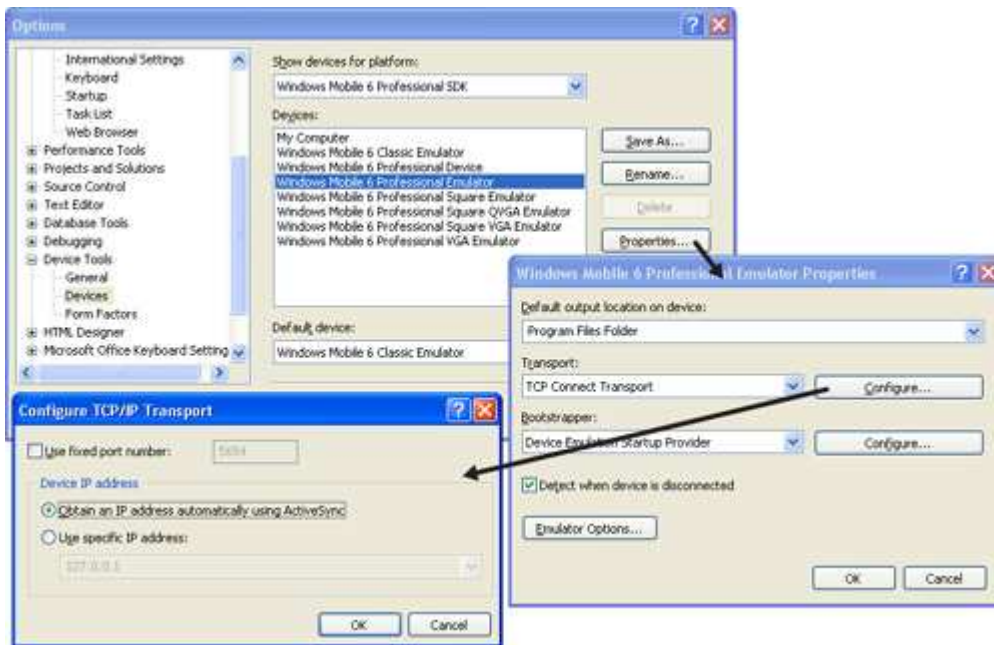 Options
International Settings
Keyboard
Startup
Task List
Web Browser
Performance Tools
Projects and Solutions
Source Control
Text Editor
Database Tools
Debugging
Device Tools
General
Devices
Form Factors
HTML Designer
Microsoft Office Keyboard Setting
Show devices for platform:
Windows Mobile 6 Professional SDK
Devices:
My Computer
Windows Mobile 6 Classic Emulator
Windows Mobile 6 Professional Device
Windows Mobile 6 Professional Emulator
Windows Mobile 6 Professional Square Emulator
Windows Mobile 6 Professional Square QVGA Emulator
Windows Mobile 6 Professional Square VGA Emulator
Windows Mobile 6 Professional VGA Emulator
Save As...
Rename...
Delete
Properties...
Default device:
Windows Mobile 6 Classic Emulator
Windows Mobile 6 Professional Emulator Properties
Default output location on device:
Program Files Folder
Transport:
TCP Connect Transport
Configure...
Bootstrapper:
Device Emulation Startup Provider
Configure...
Detect when device is disconnected
Emulator Options...
OK
Cancel
Configure TCP/IP Transport
Use fixed port number:
5684
Device IP address
Obtain an IP address automatically using ActiveSync
Use specific IP address:
127.0.0.1
OK
Cancel